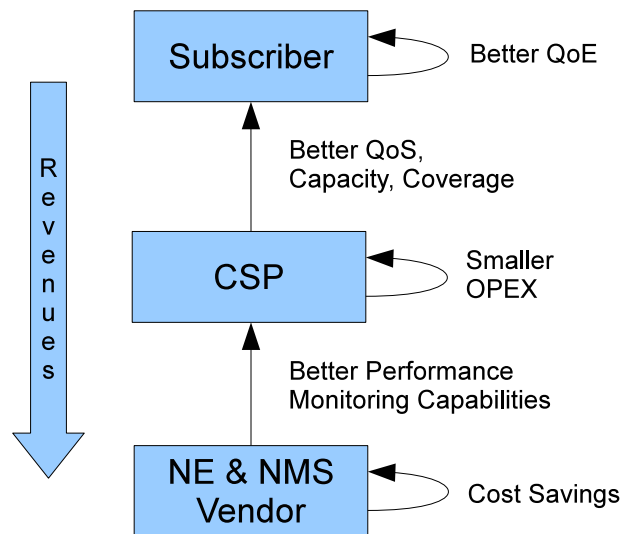 Subscriber
Better QoE
Better QoS,
Capacity, Coverage
Revenues
CSP
Smaller
OPEX
Better Performance
Monitoring Capabilities
NE & NMS
Vendor
Cost Savings